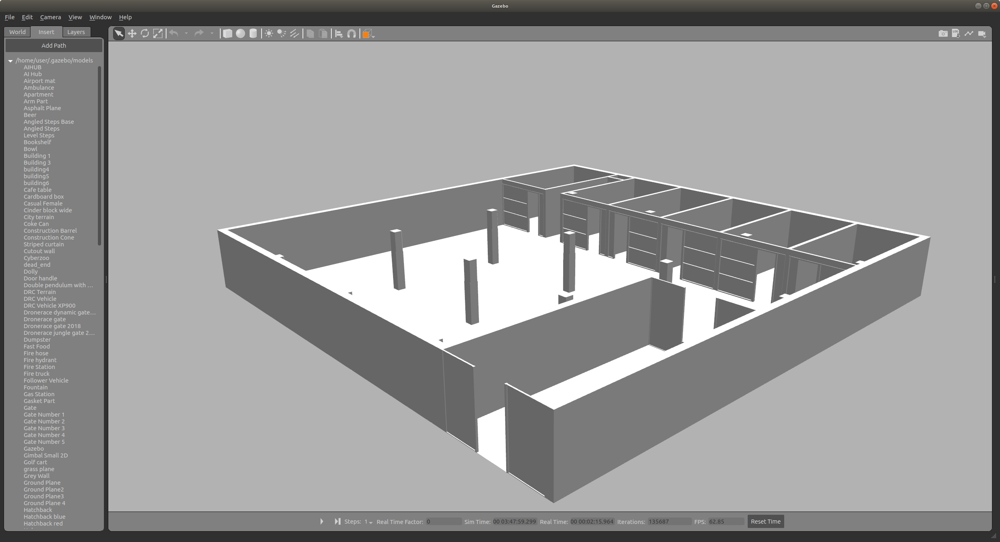 Gazebo
File Edit Camera View Window Help
World Insert Layers
Add Path
/home/user/.gazebo/models
AIHUB
AI Hub
Airport mat
Ambulance
Apartment
Arm Part
Asphalt Plane
Beer
Angled Steps Base
Angled Steps
Level Steps
Bookshelf
Bowl
Building 1
Building 3
building4
building5
building6
Cafe table
Cardboard box
Casual Female
Cinder block wide
City terrain
Coke Can
Construction Barrel
Construction Cone
Striped curtain
Cutout wall
Cyberzoo
dead_end
Dolly
Door handle
Double pendulum with ...
DRC Terrain
DRC Vehicle
DRC Vehicle XP900
Dronerace dynamic gate...
Dronerace gate
Dronerace gate 2018
Dronerace jungle gate 2...
Dumpster
Fast Food
Fire hose
Fire hydrant
Fire Station
Fire truck
Follower Vehicle
Fountain
Gas Station
Gasket Part
Gate
Gate Number 1
Gate Number 2
Gate Number 3
Gate Number 4
Gate Number 5
Gazebo
Gimbal Small 2D
Golf cart
grass plane
Grey Wall
Ground Plane
Ground Plane2
Ground Plane3
Ground Plane 4
Hatchback
Hatchback blue
Hatchback red
LOG
Steps: 1 Real Time Factor: 0 Sim Time: 00 03:47:59.299 Real Time: 00 00:02:15.964 Iterations: 135687 FPS: 62.85 Reset Time